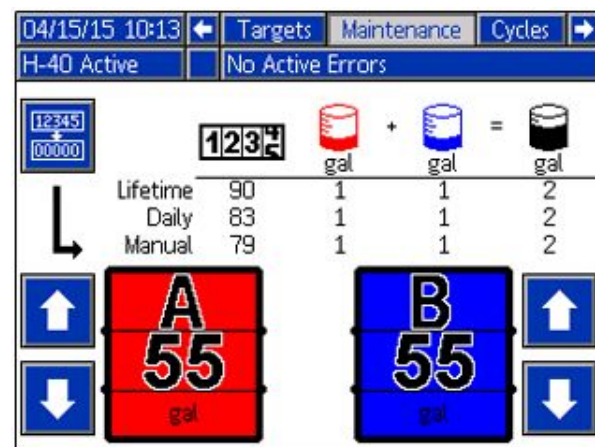 04/15/15 10:13 Targets Maintenance Cycles
H-40 Active No Active Errors
12345
00000
12345 + =
gal gal gal
Lifetime 90 1 1 2
Daily 83 1 1 2
Manual 79 1 1 2
A B
55 55
gal gal